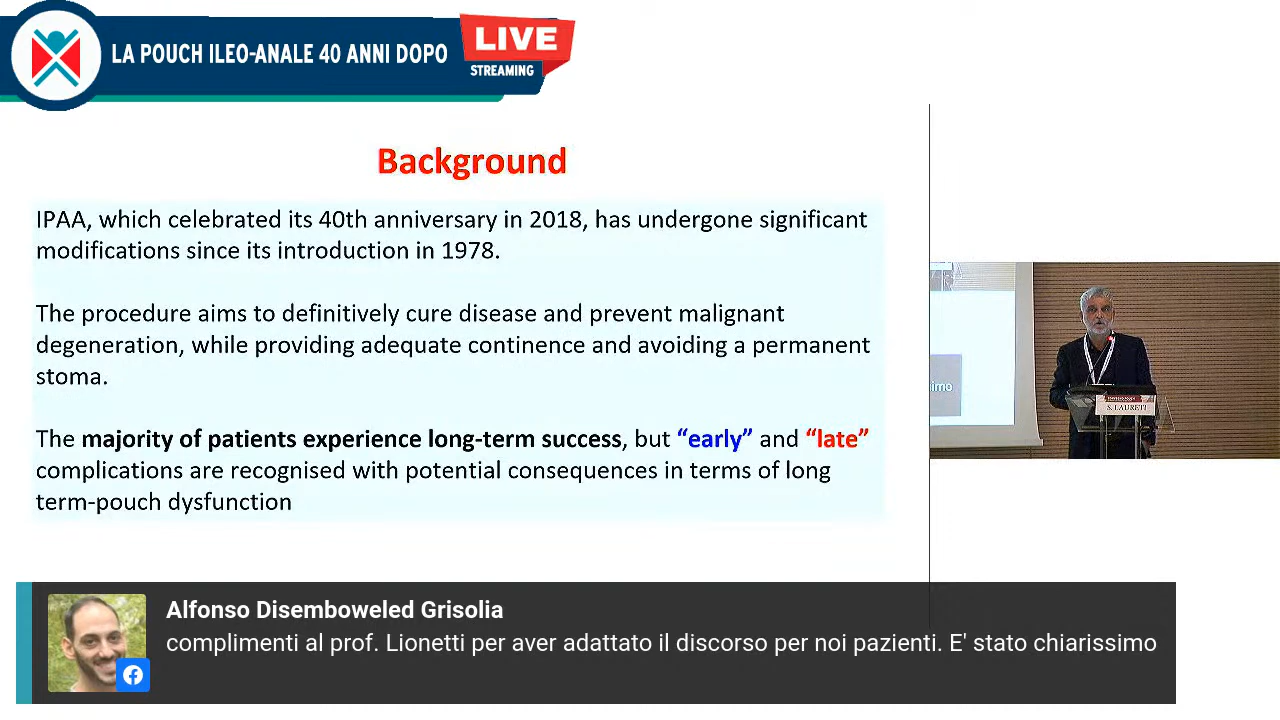 LA POUCH ILEO-ANALE 40 ANNI DOPO
LIVE
STREAMING
Background
IPAA, which celebrated its 40th anniversary in 2018, has undergone significant
modifications since its introduction in 1978.
The procedure aims to definitively cure disease and prevent malignant
degeneration, while providing adequate continence and avoiding a permanent
stoma.
The majority of patients experience long-term success, but “early” and “late”
complications are recognised with potential consequences in terms of long
term-pouch dysfunction
S. LAURETI
Alfonso Disemboweled Grisolia
complimenti al prof. Lionetti per aver adattato il discorso per noi pazienti. E' stato chiarissimo